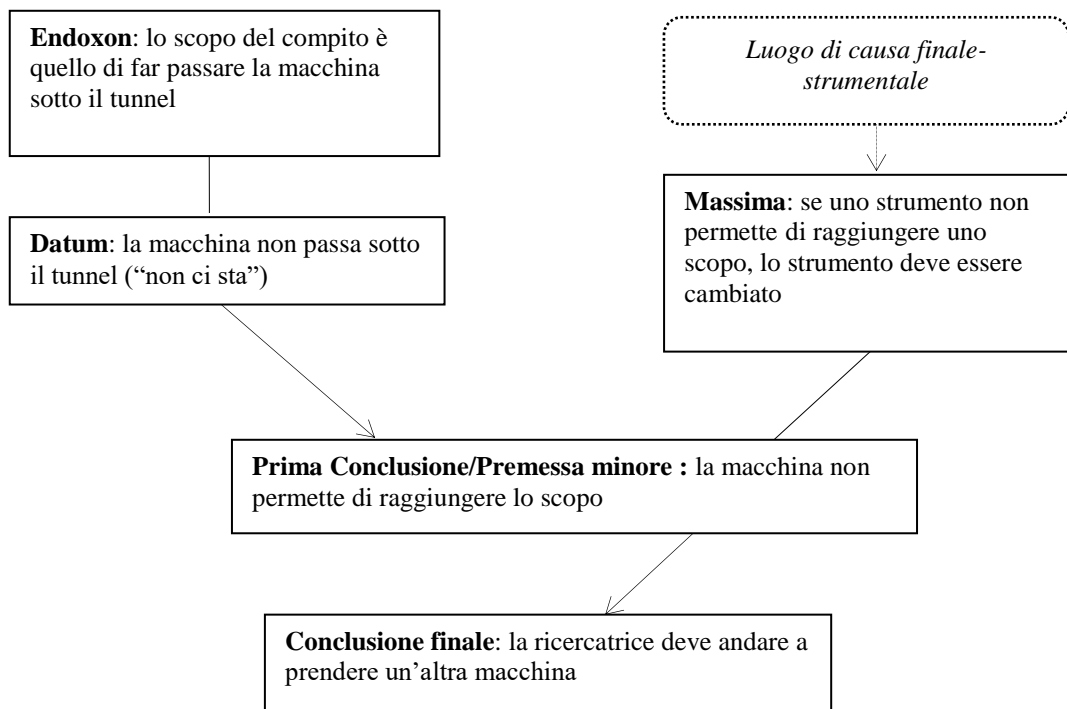 Endoxon: lo scopo del compito è
quello di far passare la macchina
sotto il tunnel
Luogo di causa finale-
strumentale
Datum: la macchina non passa sotto
il tunnel (“non ci sta”)
Massima: se uno strumento non
permette di raggiungere uno
scopo, lo strumento deve essere
cambiato
Prima Conclusione/Premessa minore : la macchina non
permette di raggiungere lo scopo
Conclusione finale: la ricercatrice deve andare a
prendere un’altra macchina